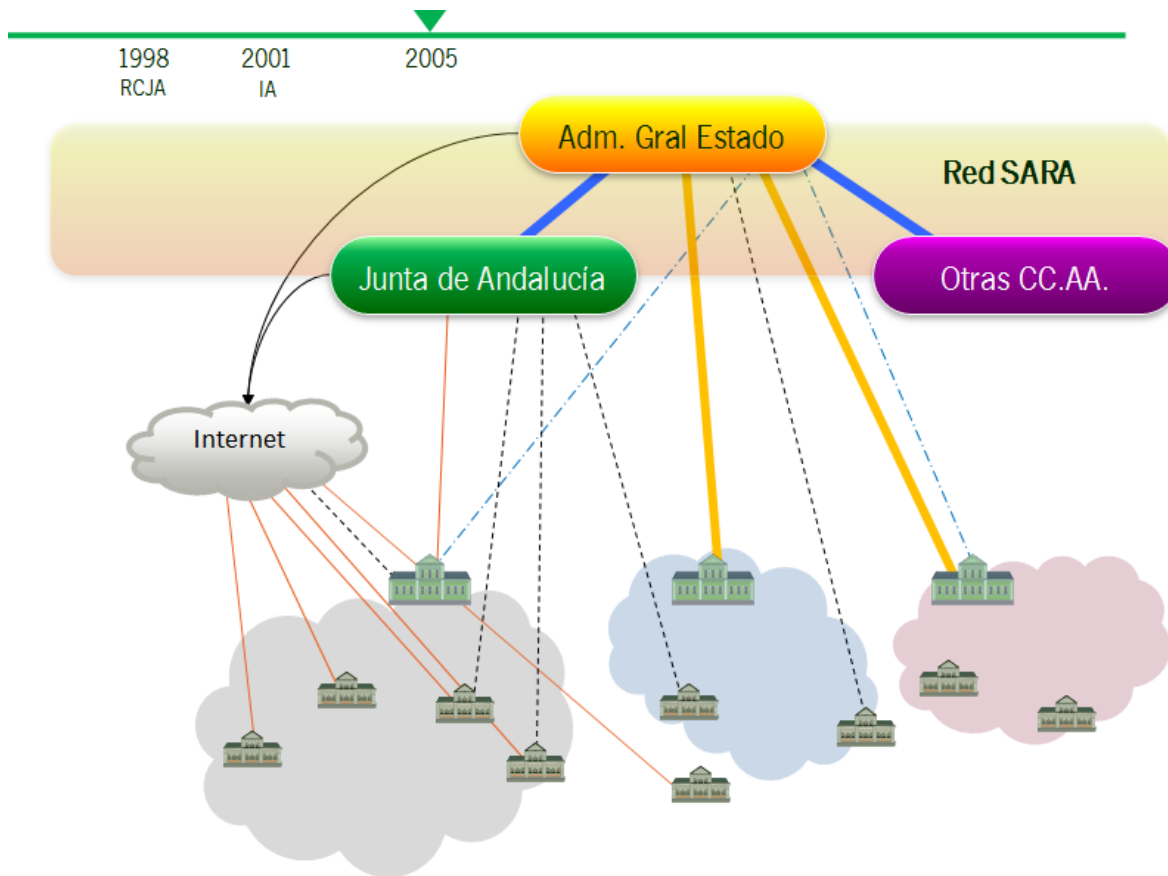 1998
RCJA
2001
IA
2005
Adm. Gral Estado
Red SARA
Junta de Andalucía
Otras CC.AA.
Internet